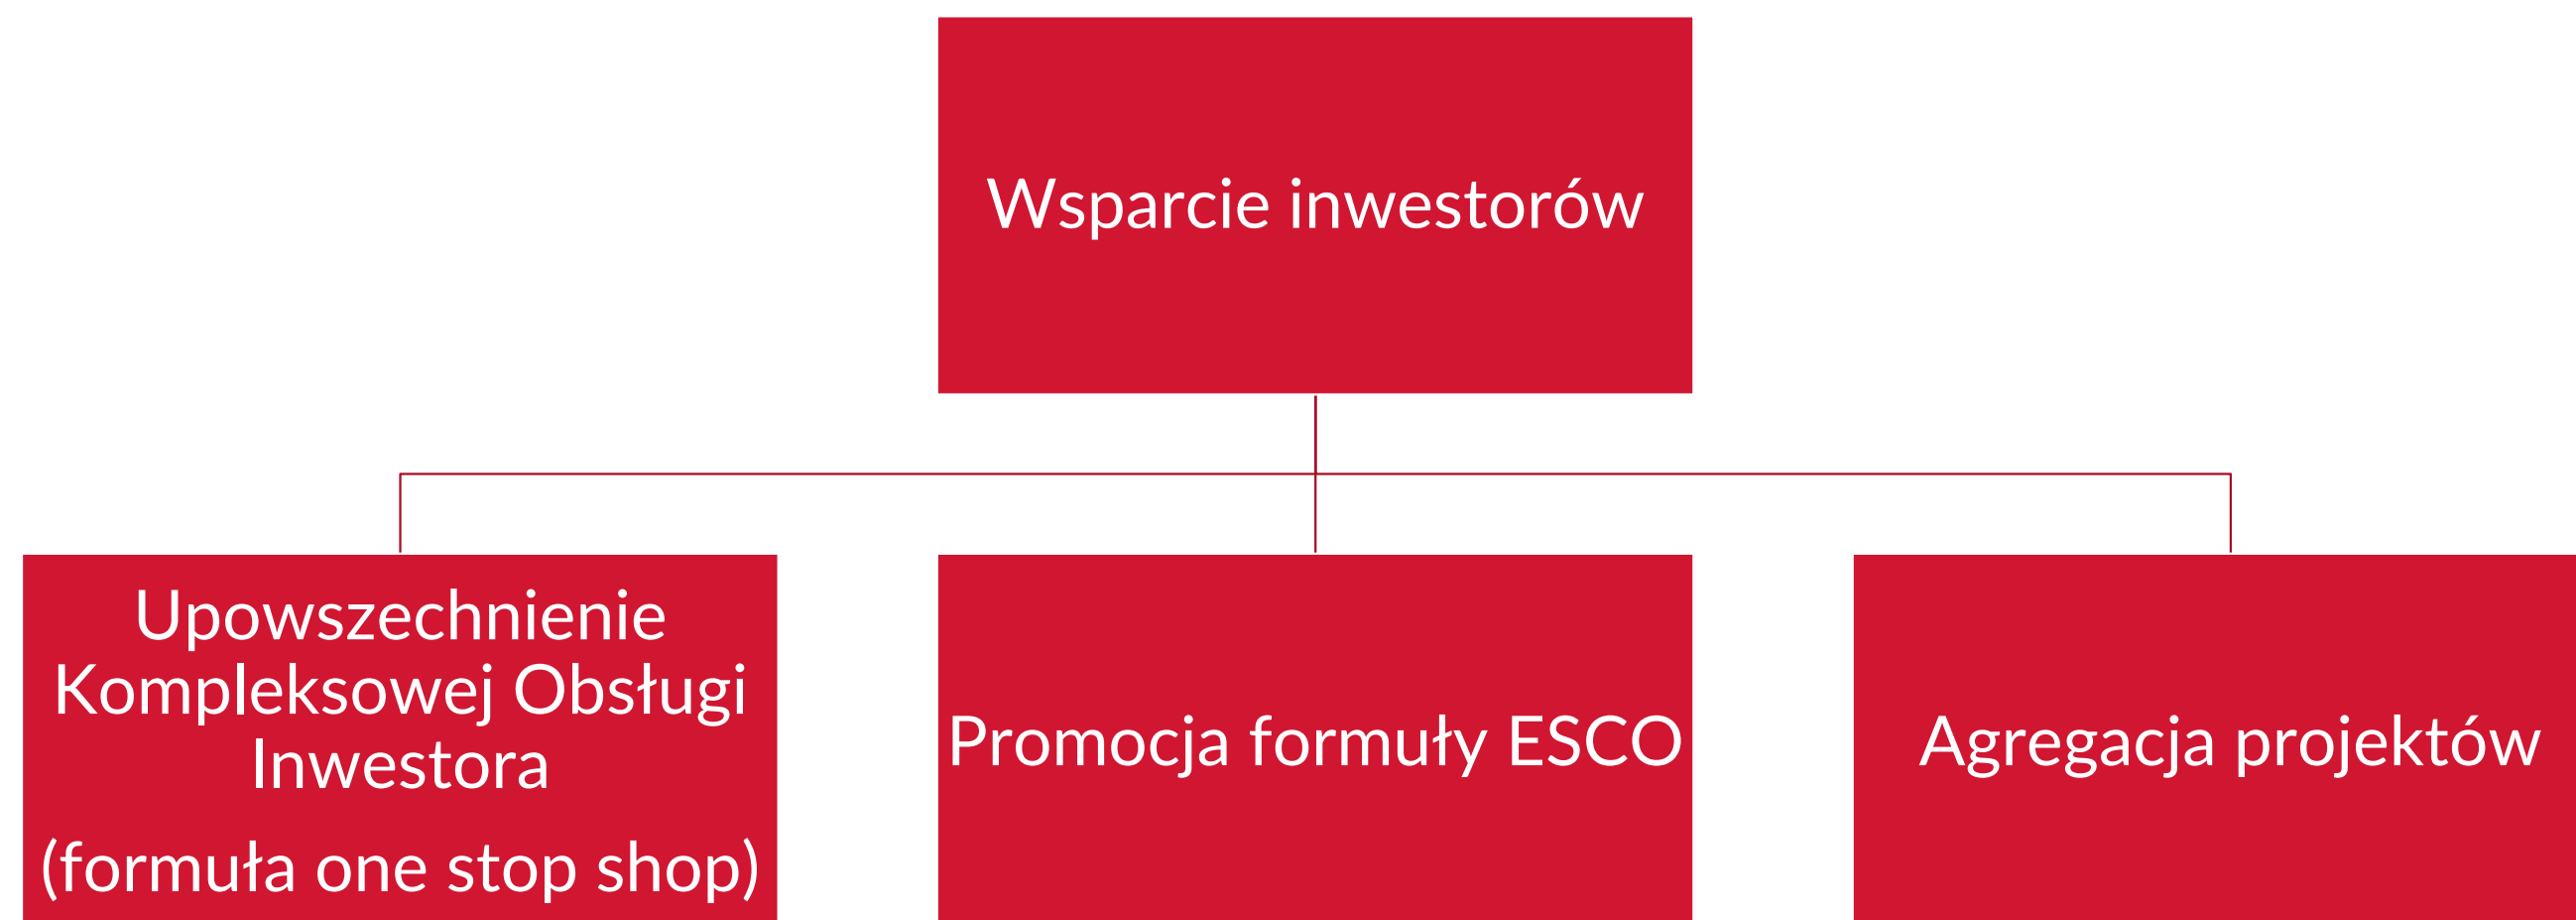 Wsparcie inwestorów
Upowszechnienie
Kompleksowej Obsługi
Inwestora
(formuła one stop shop)
Promocja formuły ESCO
Agregacja projektów